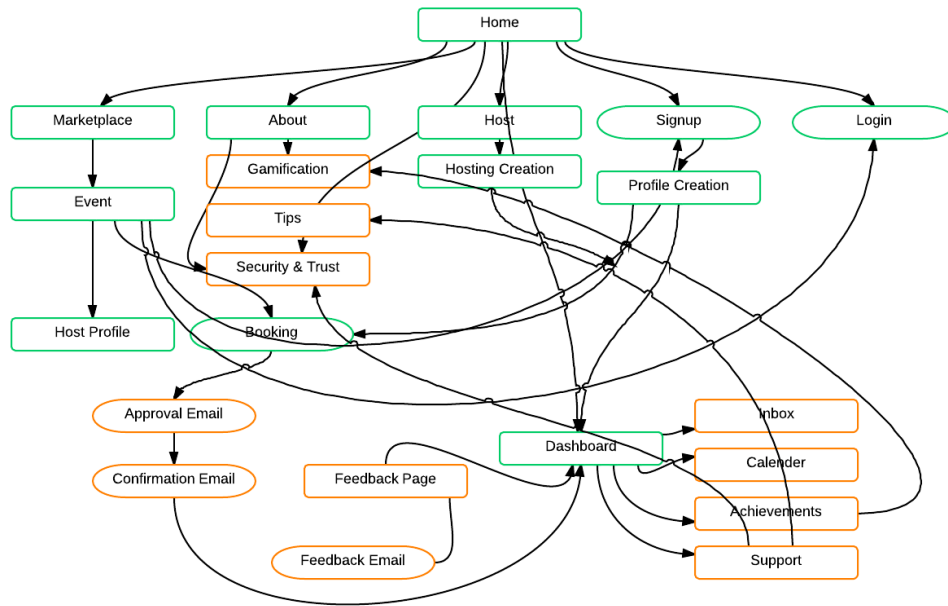 Home
Marketplace
About
Host
Signup
Login
Gamification
Hosting Creation
Profile Creation
Event
Tips
Security & Trust
Host Profile
Booking
Approval Email
Inbox
Dashboard
Calender
Confirmation Email
Feedback Page
Achievements
Feedback Email
Support